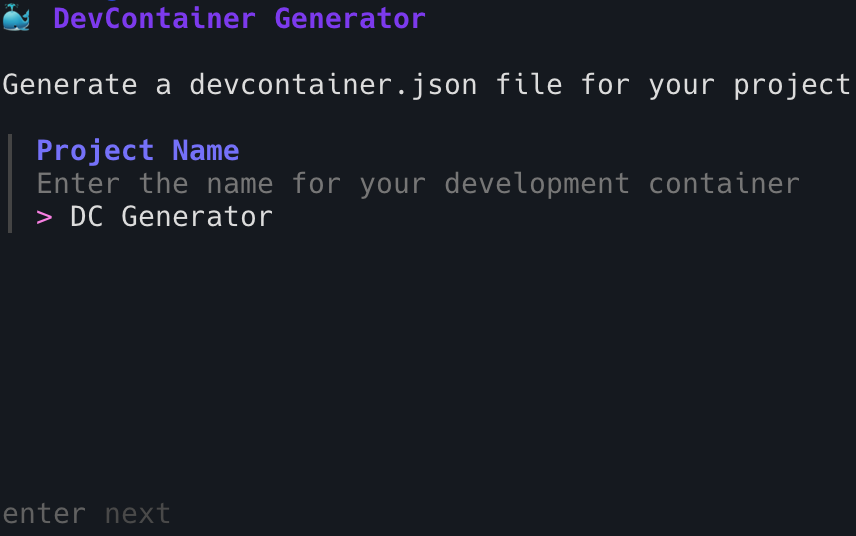 DevContainer Generator
Generate a devcontainer.json file for your project
Project Name
Enter the name for your development container
> DC Generator
enter next